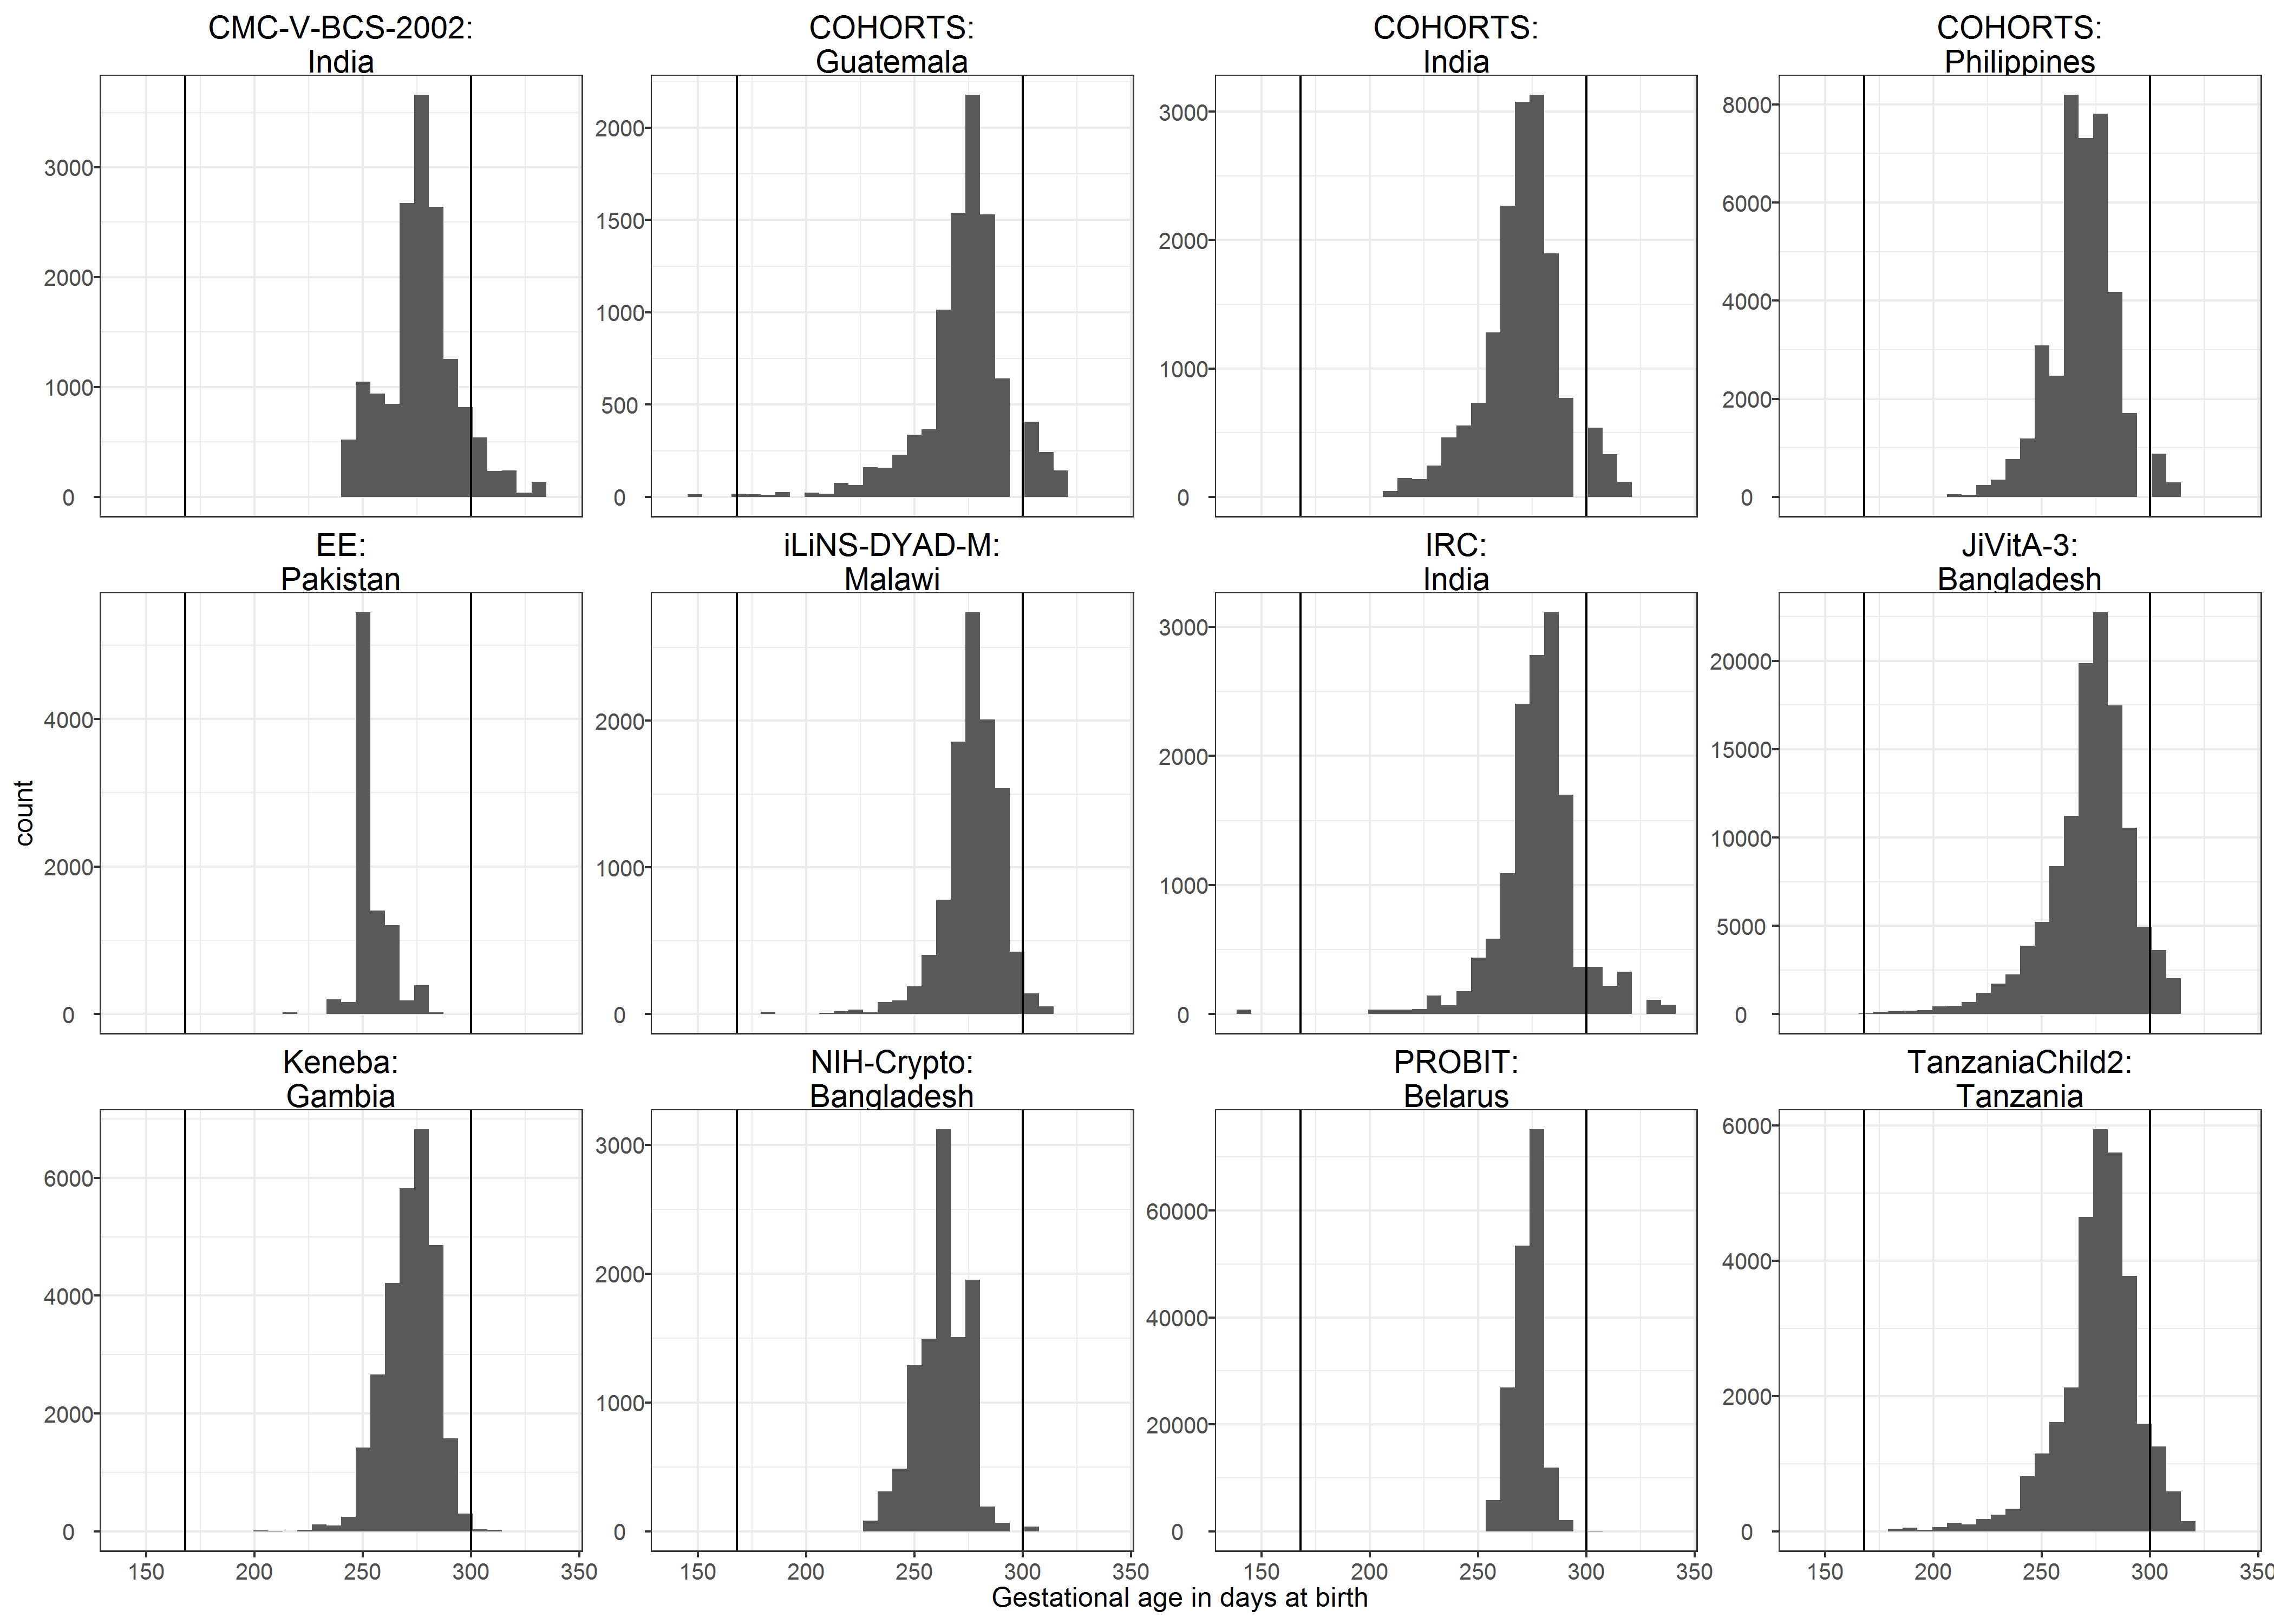 CMC-V-BCS-2002:
India
COHORTS:
Guatemala
COHORTS:
India
COHORTS:
Philippines
3000
2000
1000
0
2000
1500
1000
500
0
3000
2000
1000
0
8000
6000
4000
2000
0
EE:
Pakistan
iLiNS-DYAD-M:
Malawi
IRC:
India
JiVitA-3:
Bangladesh
4000
2000
0
2000
1000
0
3000
2000
1000
0
20000
15000
10000
5000
0
count
Keneba:
Gambia
NIH-Crypto:
Bangladesh
PROBIT:
Belarus
TanzaniaChild2:
Tanzania
6000
4000
2000
0
3000
2000
1000
0
60000
40000
20000
0
6000
4000
2000
0
150 200 250 300 350
150 200 250 300 350
150 200 250 300 350
150 200 250 300 350
Gestational age in days at birth